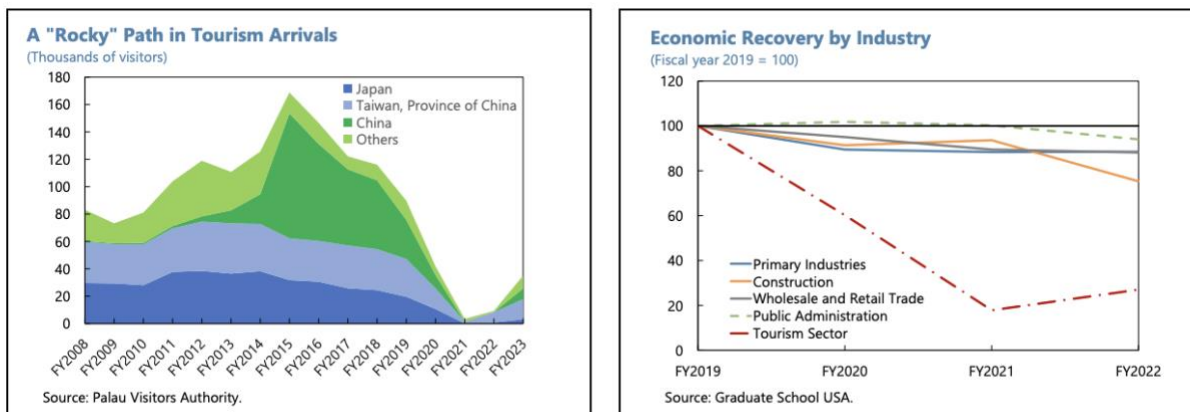 A "Rocky" Path in Tourism Arrivals
(Thousands of visitors)
180
160
140
120
100
80
60
40
20
0
Japan
Taiwan, Province of China
China
Others
FY2008
FY2009
FY2010
FY2011
FY2012
FY2013
FY2014
FY2015
FY2016
FY2017
FY2018
FY2019
FY2020
FY2021
FY2022
FY2023
Source: Palau Visitors Authority.
Economic Recovery by Industry
(Fiscal year 2019 = 100)
120
100
80
60
40
20
0
Primary Industries
Construction
Wholesale and Retail Trade
Public Administration
Tourism Sector
FY2019
FY2020
FY2021
FY2022
Source: Graduate School USA.